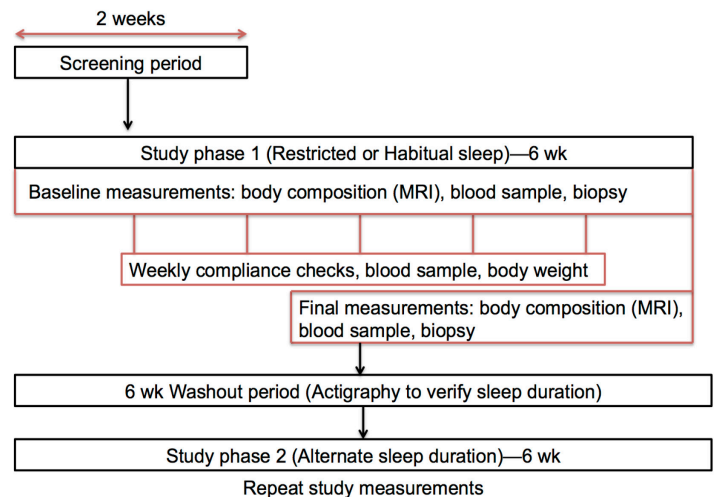 2 weeks
Screening period
Study phase 1 (Restricted or Habitual sleep)—6 wk
Baseline measurements: body composition (MRI), blood sample, biopsy
Weekly compliance checks, blood sample, body weight
Final measurements: body composition (MRI),
blood sample, biopsy
6 wk Washout period (Actigraphy to verify sleep duration)
Study phase 2 (Alternate sleep duration)—6 wk
Repeat study measurements